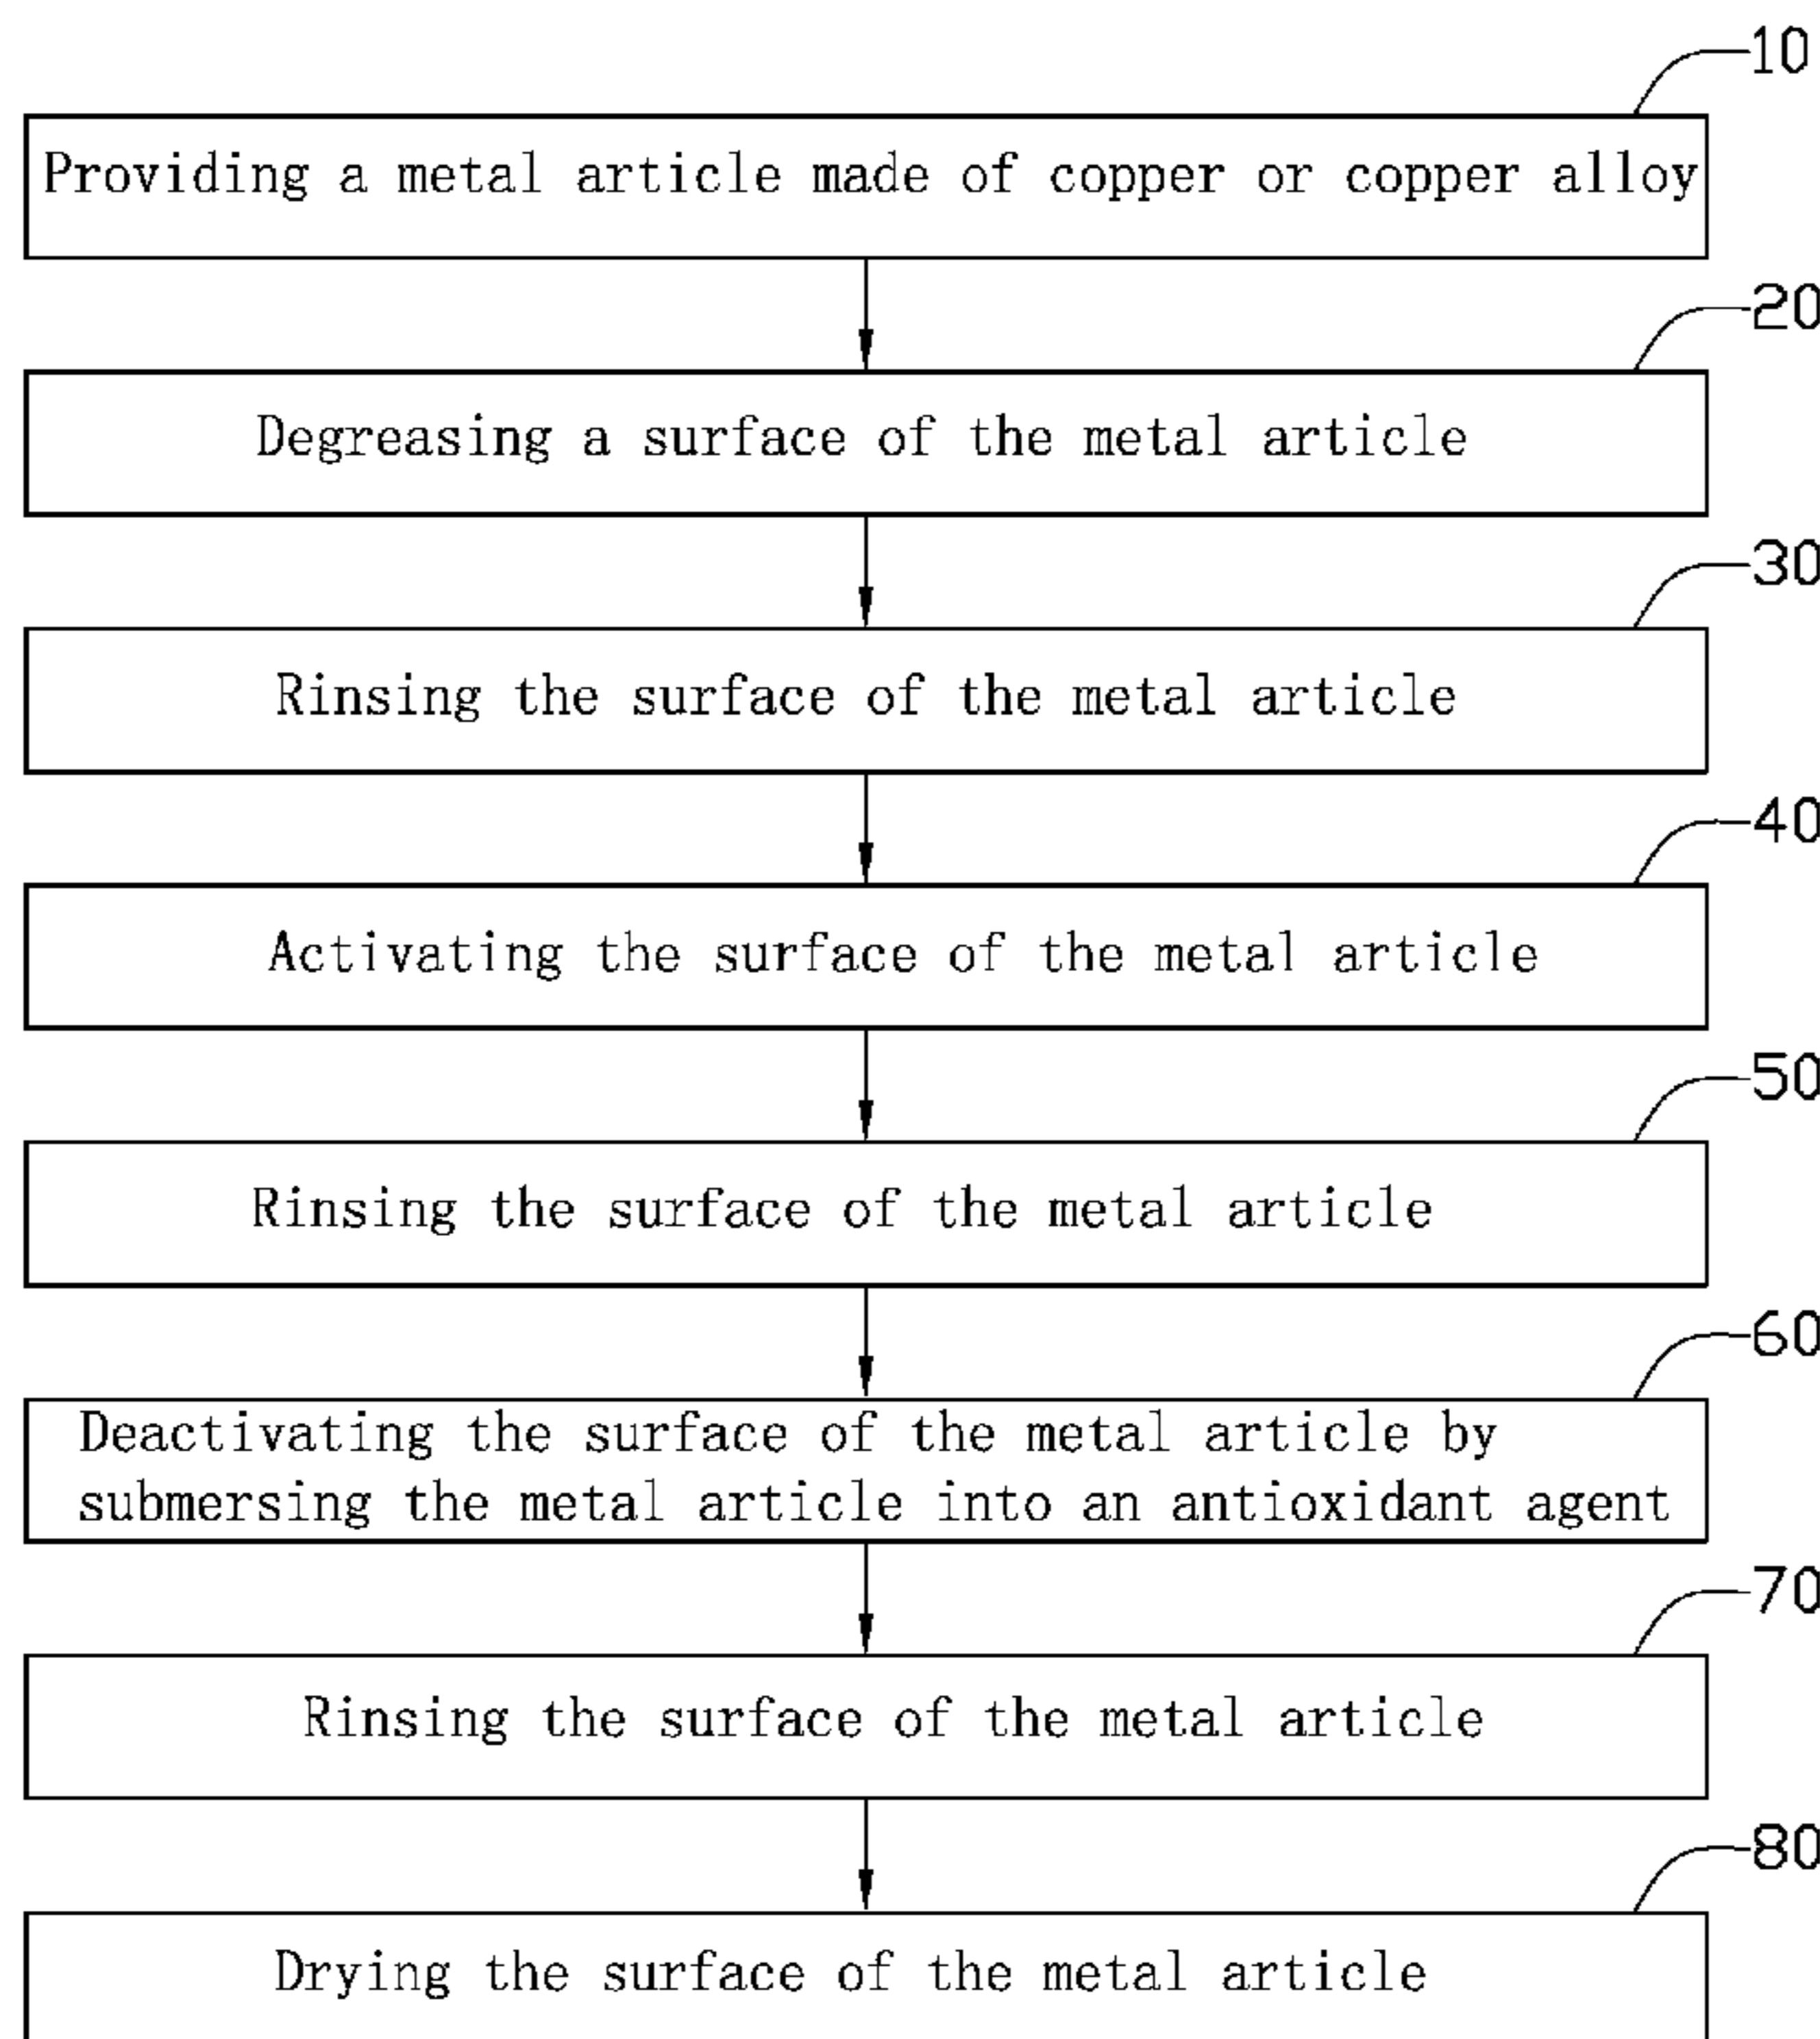 10
Providing a metal article made of copper or copper alloy
20
Degreasing a surface of the metal article
30
Rinsing the surface of the metal article
40
Activating the surface of the metal article
50
Rinsing the surface of the metal article
60
Deactivating the surface of the metal article by
submersing the metal article into an antioxidant agent
70
Rinsing the surface of the metal article
80
Drying the surface of the metal article